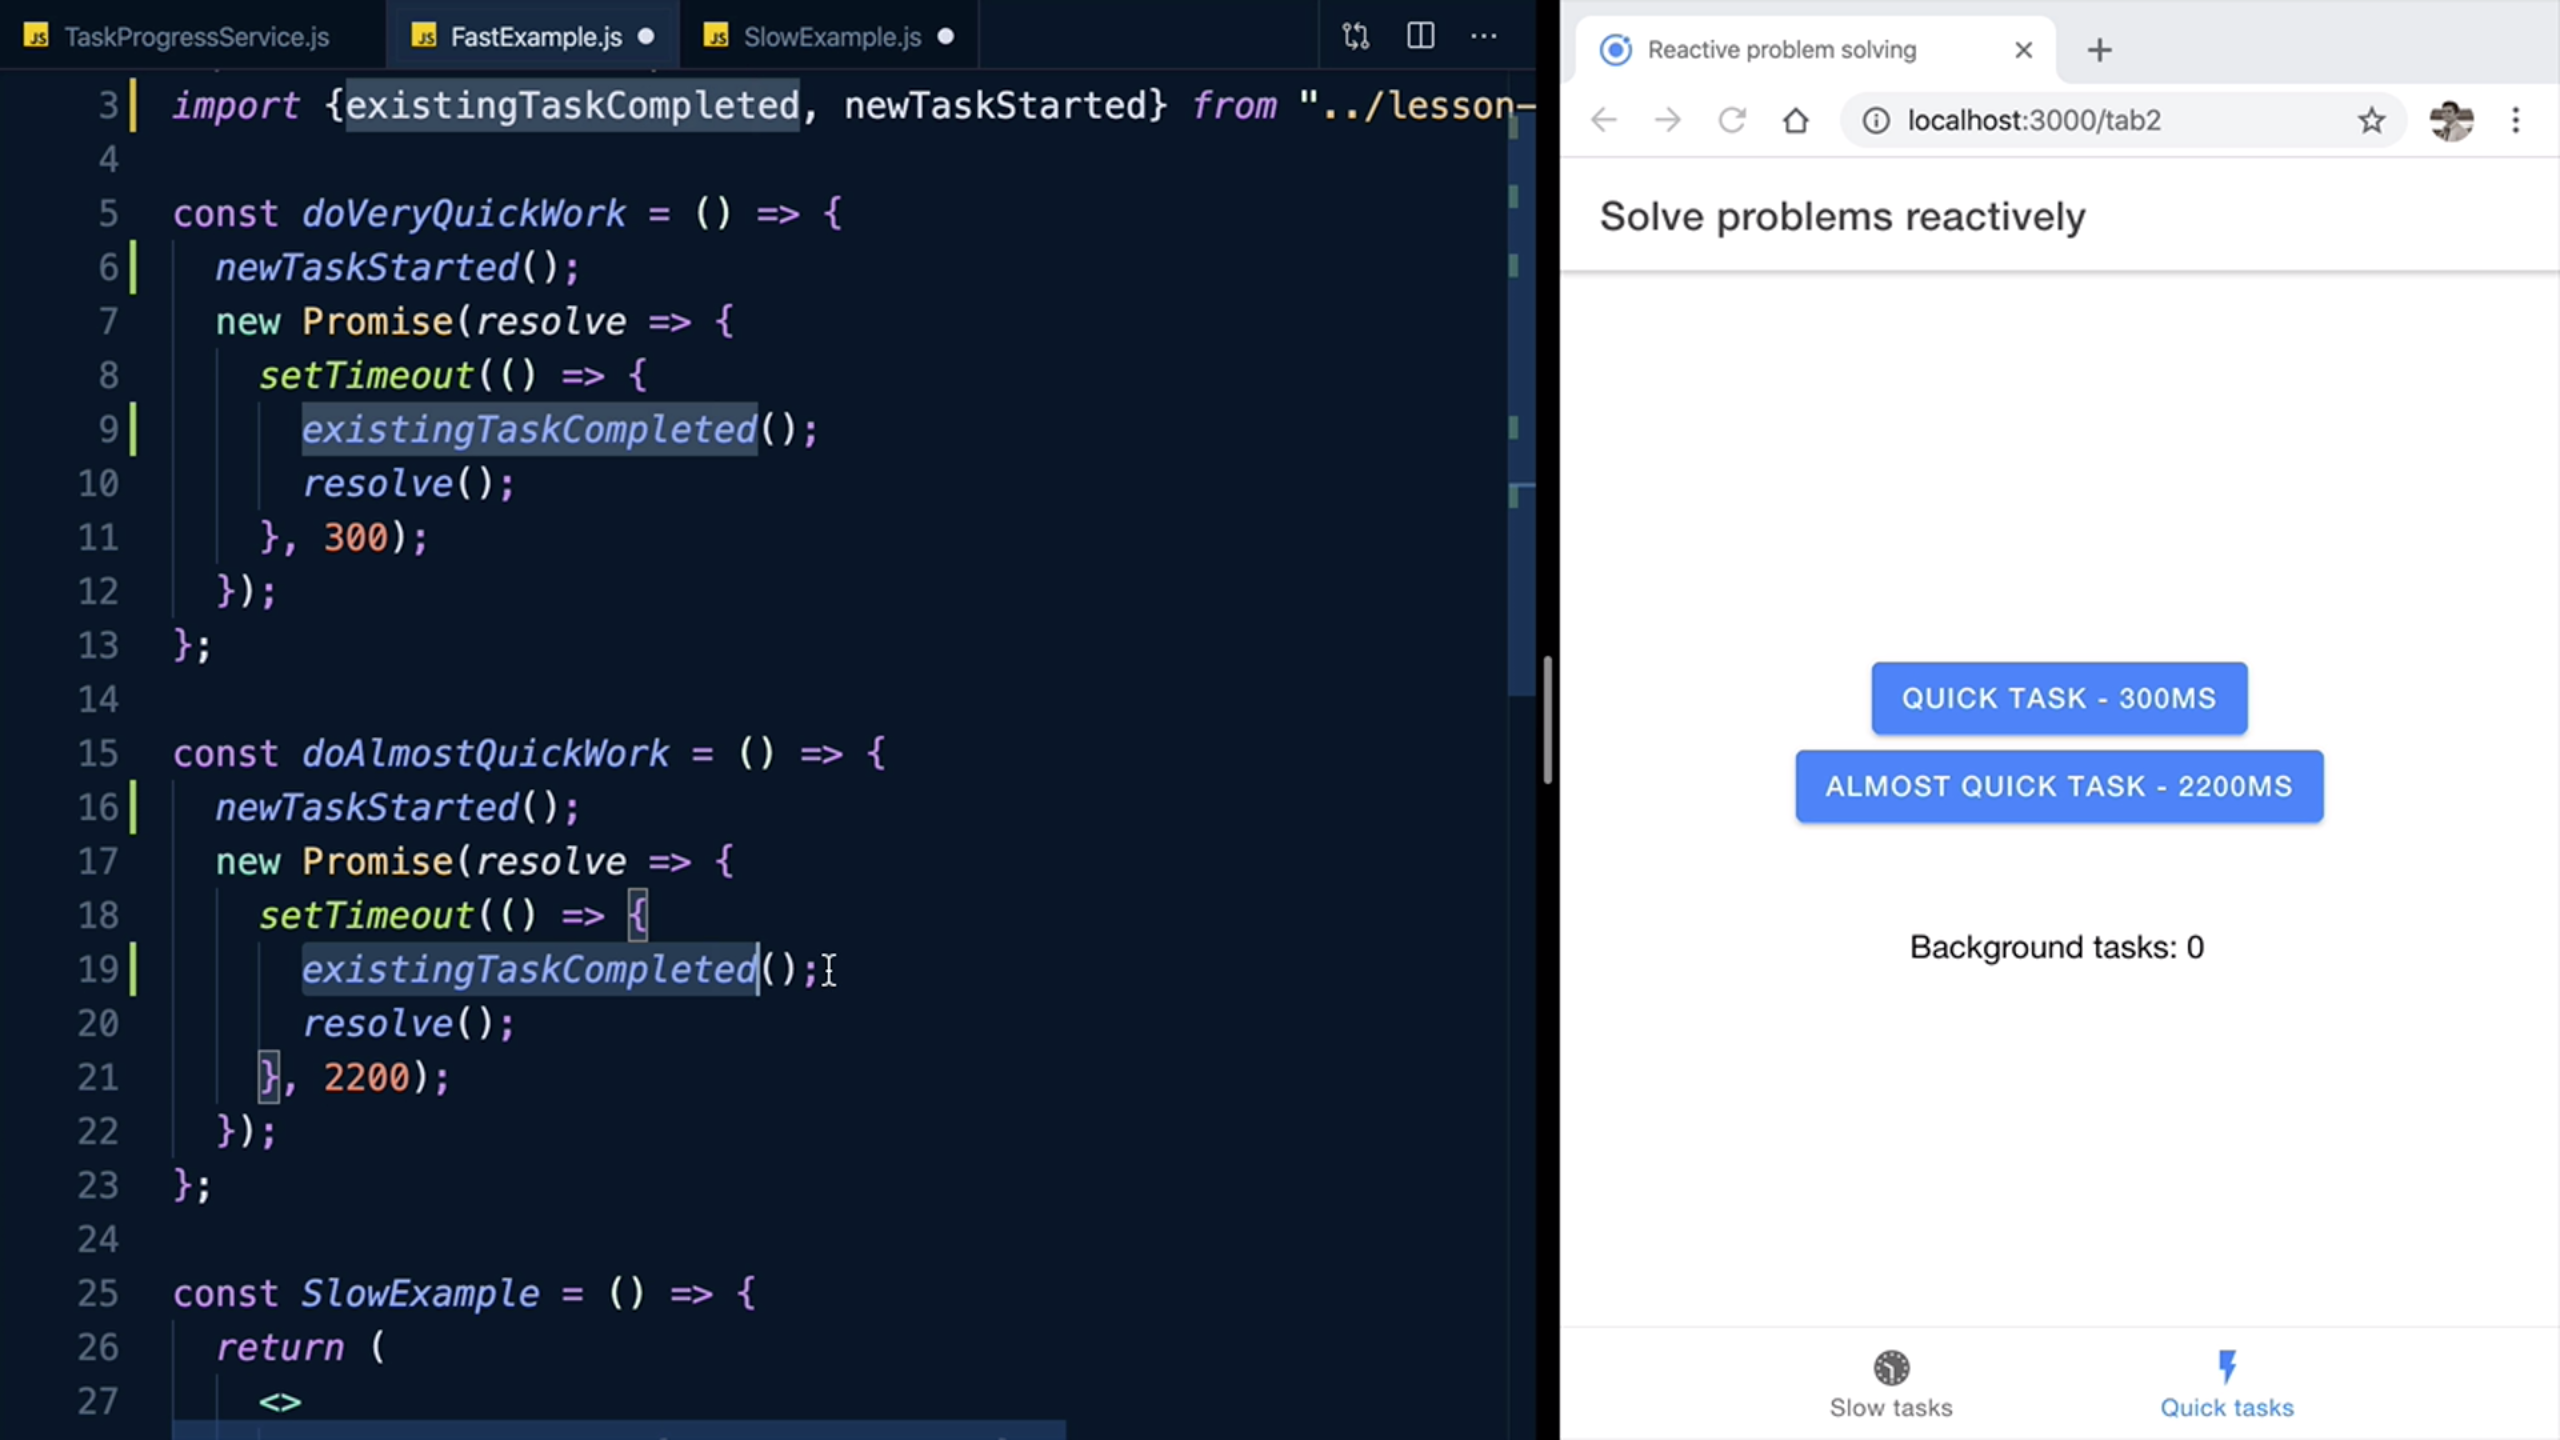 JS TaskProgressService.js
JS FastExample.js
JS SlowExample.js
3 import {existingTaskCompleted, newTaskStarted} from "../lesson-
4
5 const doVeryQuickWork = () => {
6 newTaskStarted();
7 new Promise(resolve => {
8 setTimeout(() => {
9 existingTaskCompleted();
10 resolve();
11 }, 300);
12 });
13 };
14
15 const doAlmostQuickWork = () => {
16 newTaskStarted();
17 new Promise(resolve => {
18 setTimeout(() => {
19 existingTaskCompleted();
20 resolve();
21 }, 2200);
22 });
23 };
24
25 const SlowExample = () => {
26 return (
27 <>
Reactive problem solving
localhost:3000/tab2
Solve problems reactively
QUICK TASK - 300MS
ALMOST QUICK TASK - 2200MS
Background tasks: 0
Slow tasks
Quick tasks